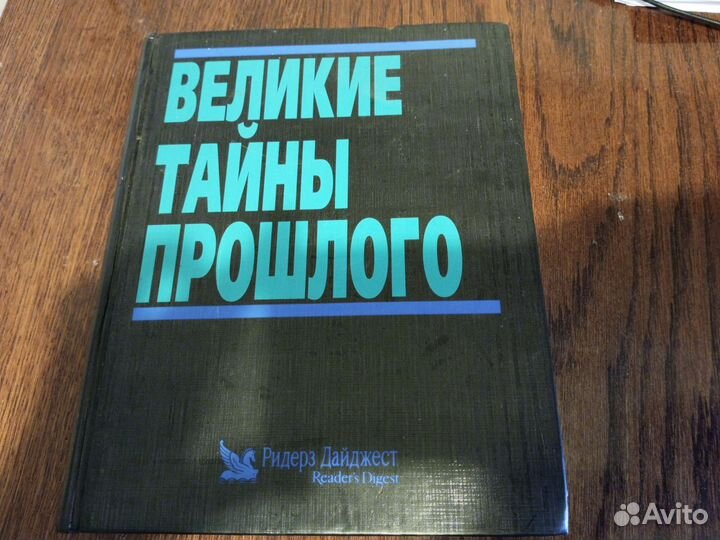 ВЕЛИКИЕ
ТАЙНЫ
ПРОШЛОГО
Ридерз Дайджест
Reader's Digest
Avito